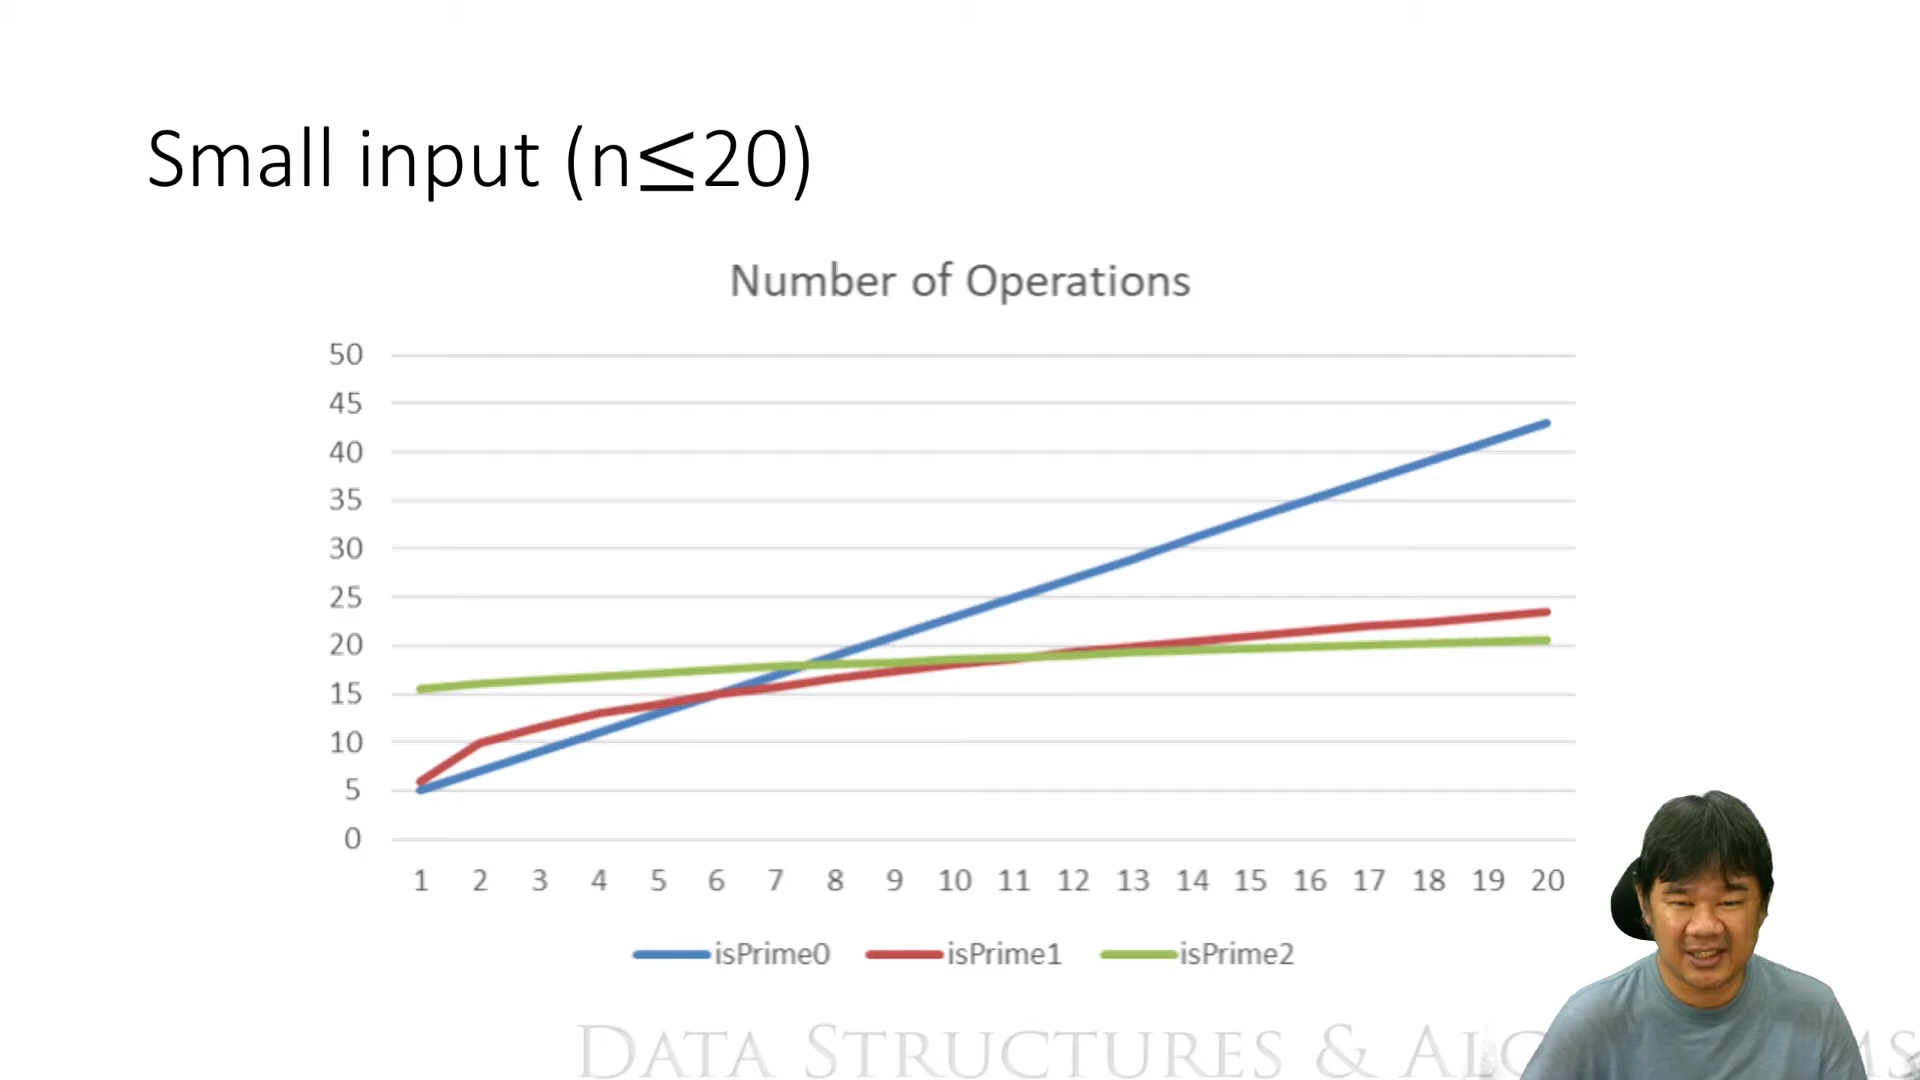 Small input (n≤20)
Number of Operations
50
45
40
35
30
25
20
15
10
5
0
1 2 3 4 5 6 7 8 9 10 11 12 13 14 15 16 17 18 19 20
isPrime0 isPrime1 isPrime2
DATA STRUCTURES &